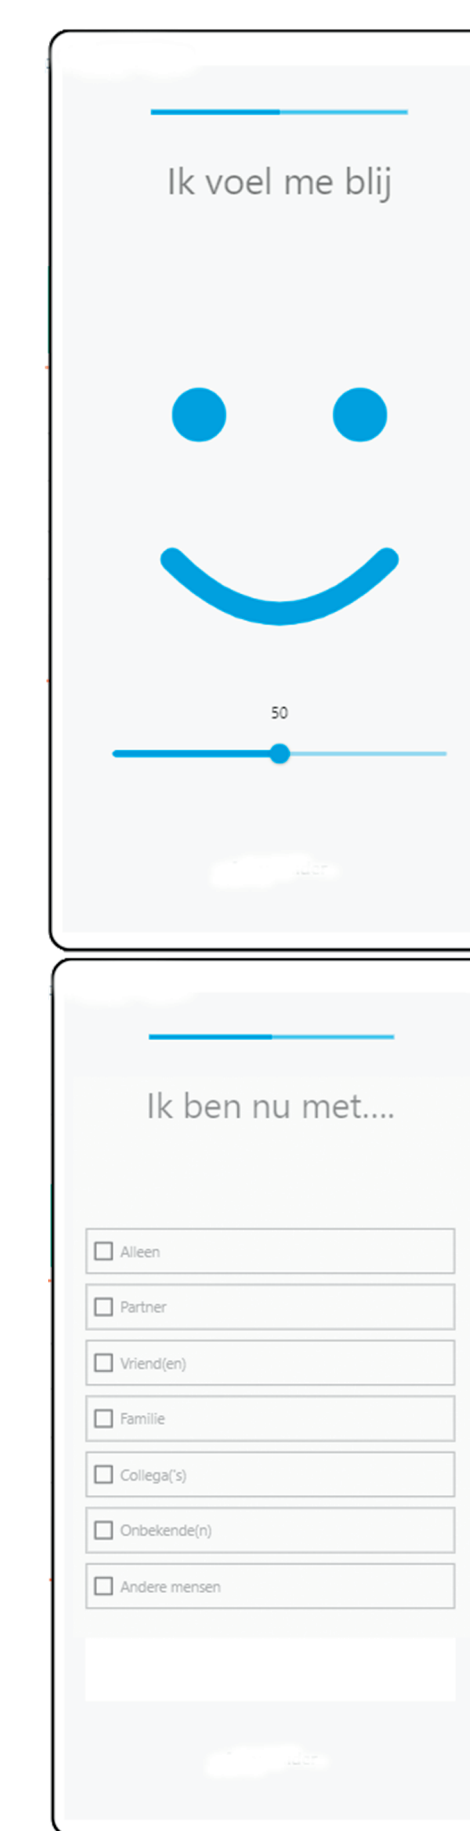 Ik voel me blij
50
Ik ben nu met....
Alleen
Partner
Vriend(en)
Familie
Collega('s)
Onbekende(n)
Andere mensen